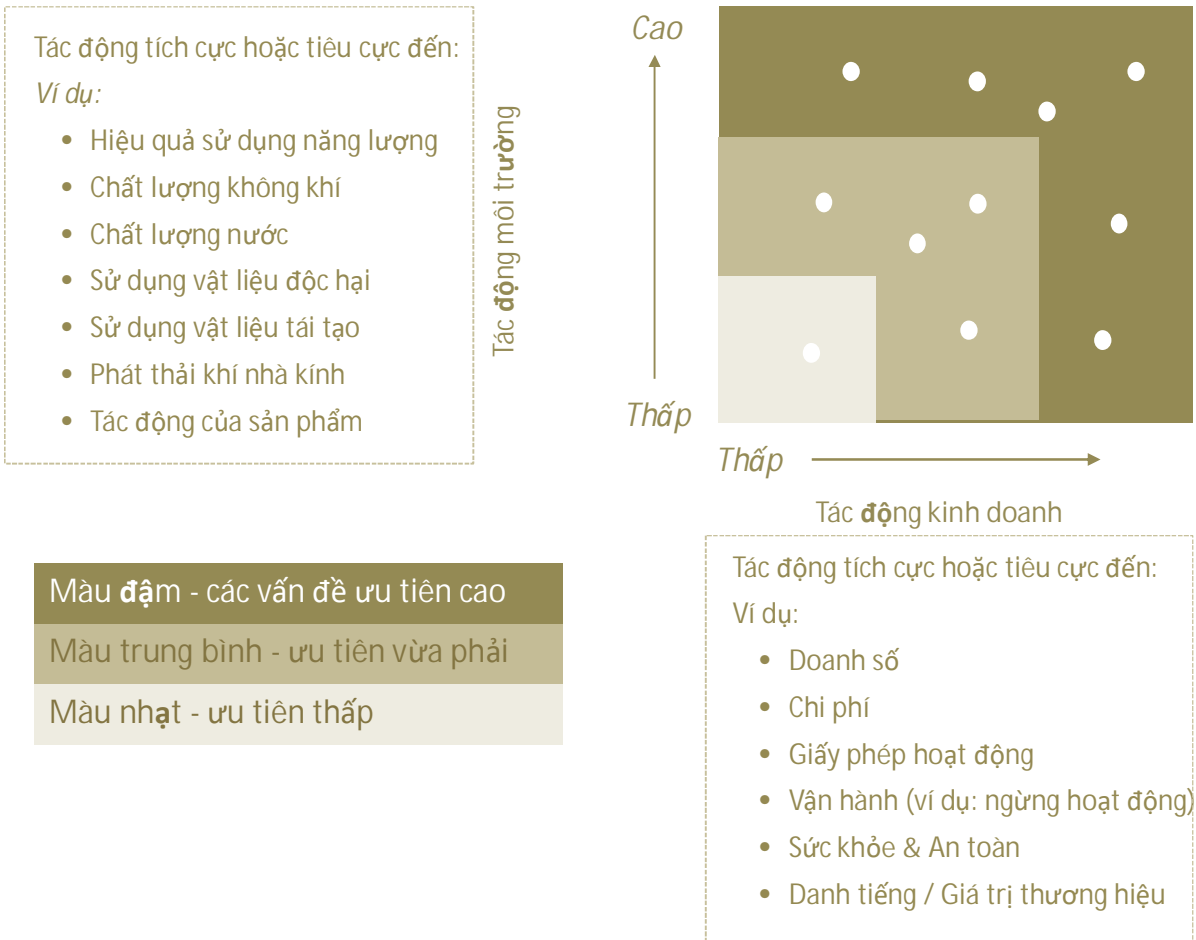 Tác động tích cực hoặc tiêu cực đến:
Ví dụ:
• Hiệu quả sử dụng năng lượng
• Chất lượng không khí
• Chất lượng nước
• Sử dụng vật liệu độc hại
• Sử dụng vật liệu tái tạo
• Phát thải khí nhà kính
• Tác động của sản phẩm
Tác động môi trường
Cao
Thấp
Thấp
Tác động kinh doanh
Màu đậm - các vấn đề ưu tiên cao
Màu trung bình - ưu tiên vừa phải
Màu nhạt - ưu tiên thấp
Tác động tích cực hoặc tiêu cực đến:
Ví dụ:
• Doanh số
• Chi phí
• Giấy phép hoạt động
• Vận hành (ví dụ: ngừng hoạt động)
• Sức khỏe & An toàn
• Danh tiếng / Giá trị thương hiệu